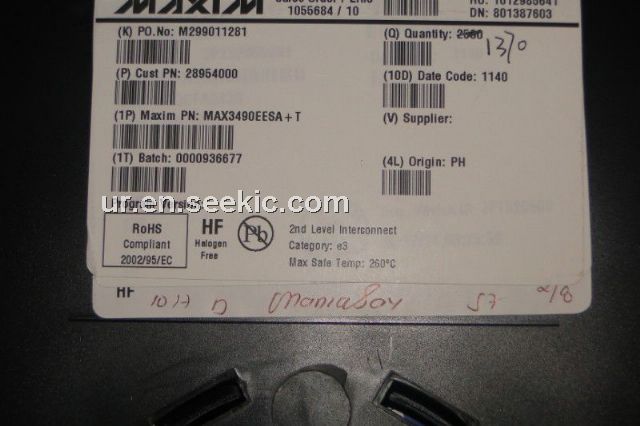 MAXIM
1055684 / 10
DN: 801387603
(K) PO.No: M299011281
(Q) Quantity: 2500
1370
(P) Cust PN: 28954000
(10D) Date Code: 1140
(1P) Maxim PN: MAX3490EESA+T
(V) Supplier:
(1T) Batch: 0000936677
(4L) Origin: PH
ur.en.seekic.com
RoHS
Compliant
2002/95/EC
HF
Halogen
Free
Pb
2nd Level Interconnect
Category: e3
Max Safe Temp: 260°C
HF